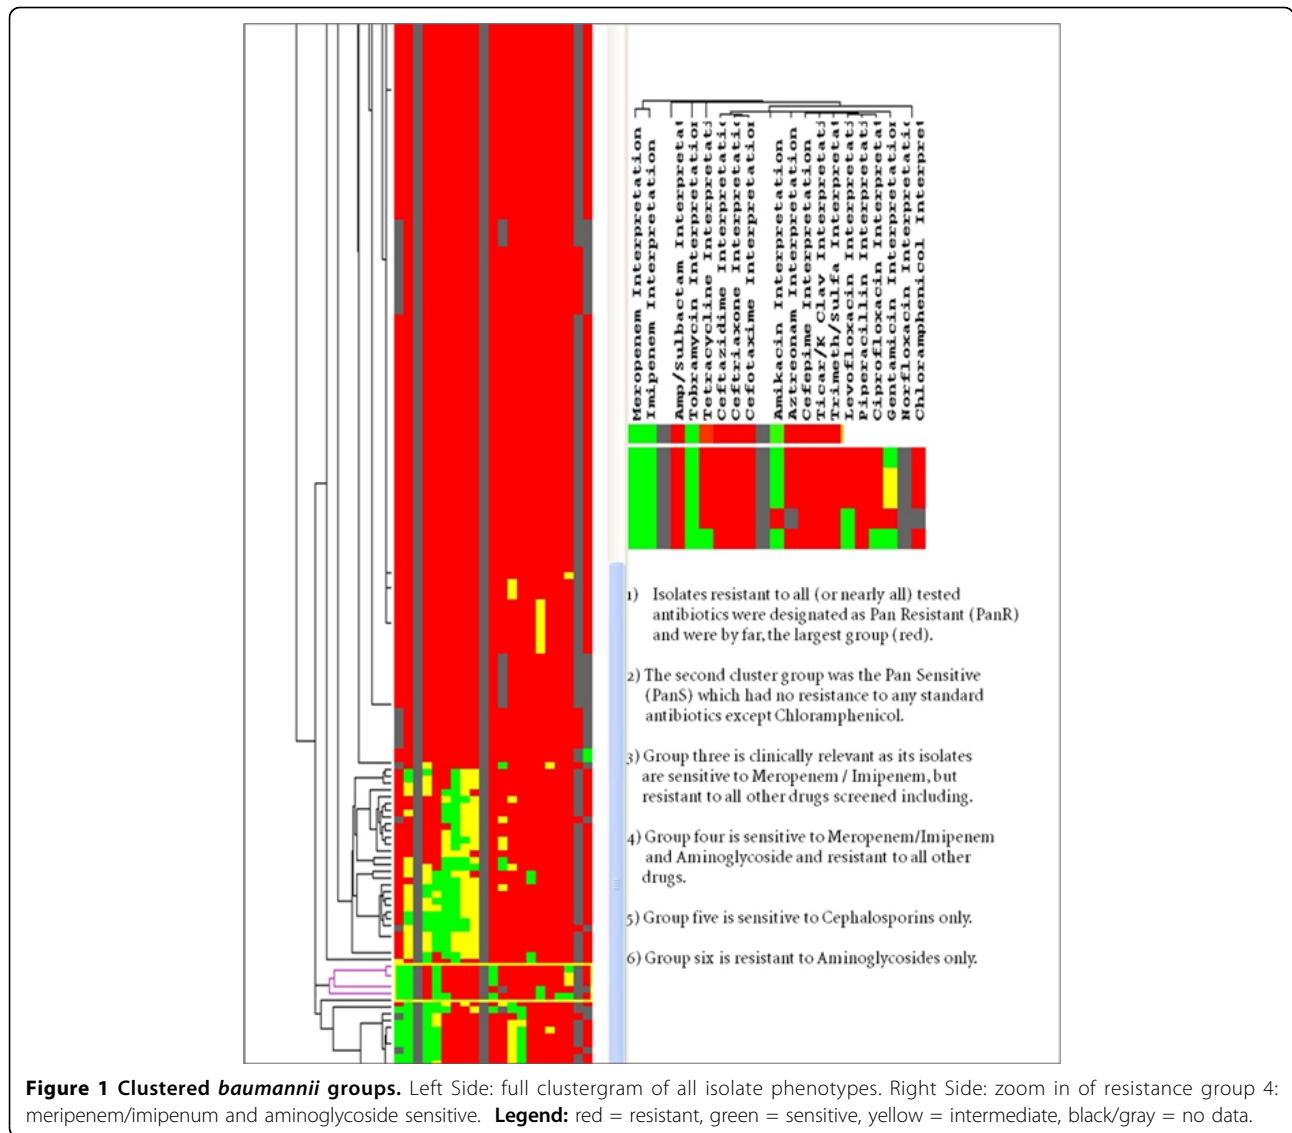 Meropenem Interpretation
Imipenem Interpretation
Amp/Sulbactam Interpretat
Tobramycin Interpretation
Tetracycline Interpretati
Ceftazidime Interpretatio
Ceftriaxone Interpretatio
Cefotaxime Interpretation
Amikacin Interpretation
Aztreonam Interpretation
Cefepime Interpretation
Ticar/K Clav Interpretati
Trimeth/Sulfa Interpretat
Levofloxacin Interpretati
Piperacillin Interpretati
Ciprofloxacin Interpretat
Gentamicin Interpretation
Norfloxacin Interpretatio
Chloramphenicol Interpret
1) Isolates resistant to all (or nearly all) tested
antibiotics were designated as Pan Resistant (PanR)
and were by far, the largest group (red).
2) The second cluster group was the Pan Sensitive
(PanS) which had no resistance to any standard
antibiotics except Chloramphenicol.
3) Group three is clinically relevant as its isolates
are sensitive to Meropenem / Imipenem, but
resistant to all other drugs screened including.
4) Group four is sensitive to Meropenem/Imipenem
and Aminoglycoside and resistant to all other
drugs.
5) Group five is sensitive to Cephalosporins only.
6) Group six is resistant to Aminoglycosides only.
Figure 1 Clustered baumannii groups. Left Side: full clustergram of all isolate phenotypes. Right Side: zoom in of resistance group 4:
meripenem/imipenum and aminoglycoside sensitive. Legend: red = resistant, green = sensitive, yellow = intermediate, black/gray = no data.